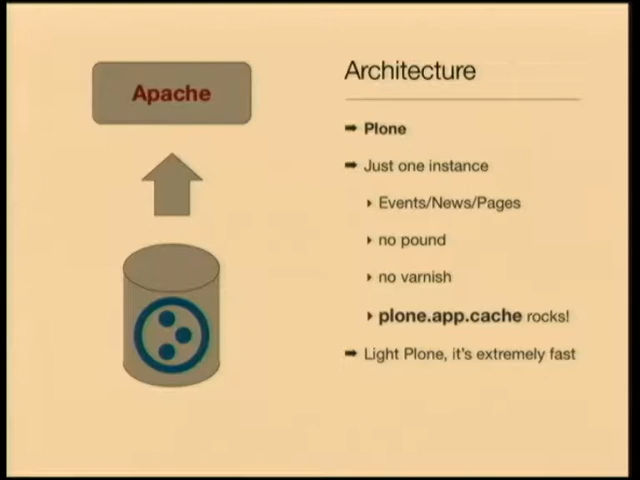 Apache
Architecture
Plone
Just one instance
Events/News/Pages
no pound
no varnish
plone.app.cache rocks!
Light Plone, it's extremely fast